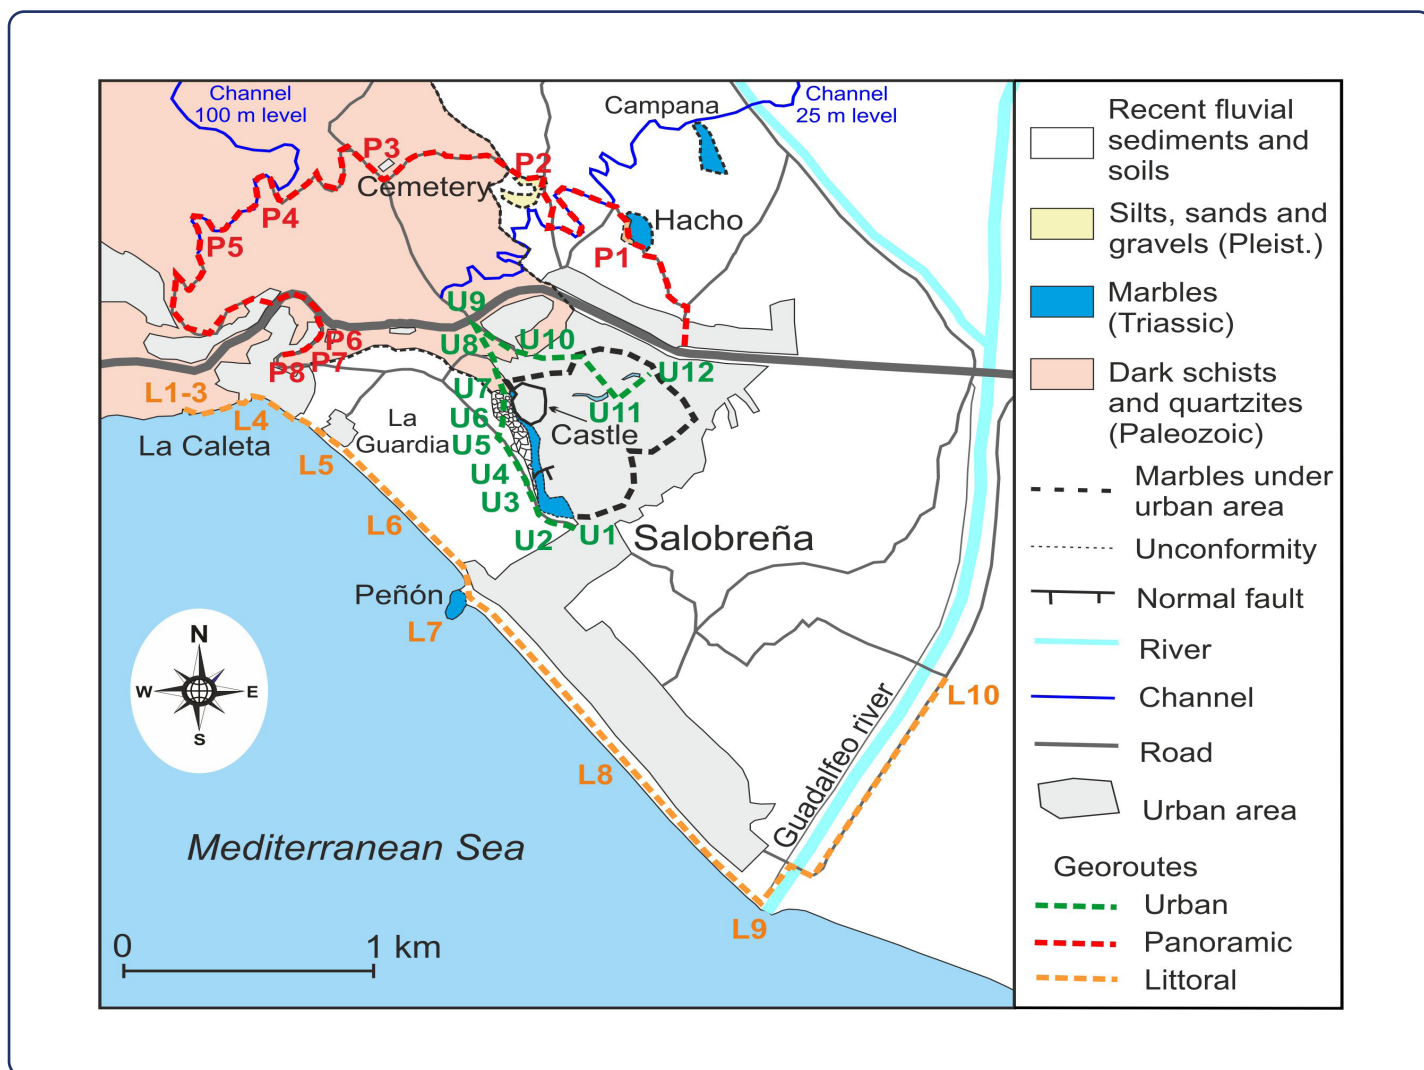 Channel
100 m level
Campana
Channel
25 m level
P3
P2
Cemetery
P4
P5
Hacho
P1
U9
U8
U10
P6
P7
P8
U7
U12
L1-3
L4
La
Guardia
U6
U11
Castle
La Caleta
U5
L5
U4
U3
L6
U2
U1
Salobreña
Peñón
L7
N
W
E
S
L10
Guadalfeo river
L8
Mediterranean Sea
L9
0
1 km
Recent fluvial
sediments and
soils
Silts, sands and
gravels (Pleist.)
Marbles
(Triassic)
Dark schists
and quartzites
(Paleozoic)
Marbles under
urban area
Unconformity
Normal fault
River
Channel
Road
Urban area
Georoutes
Urban
Panoramic
Littoral